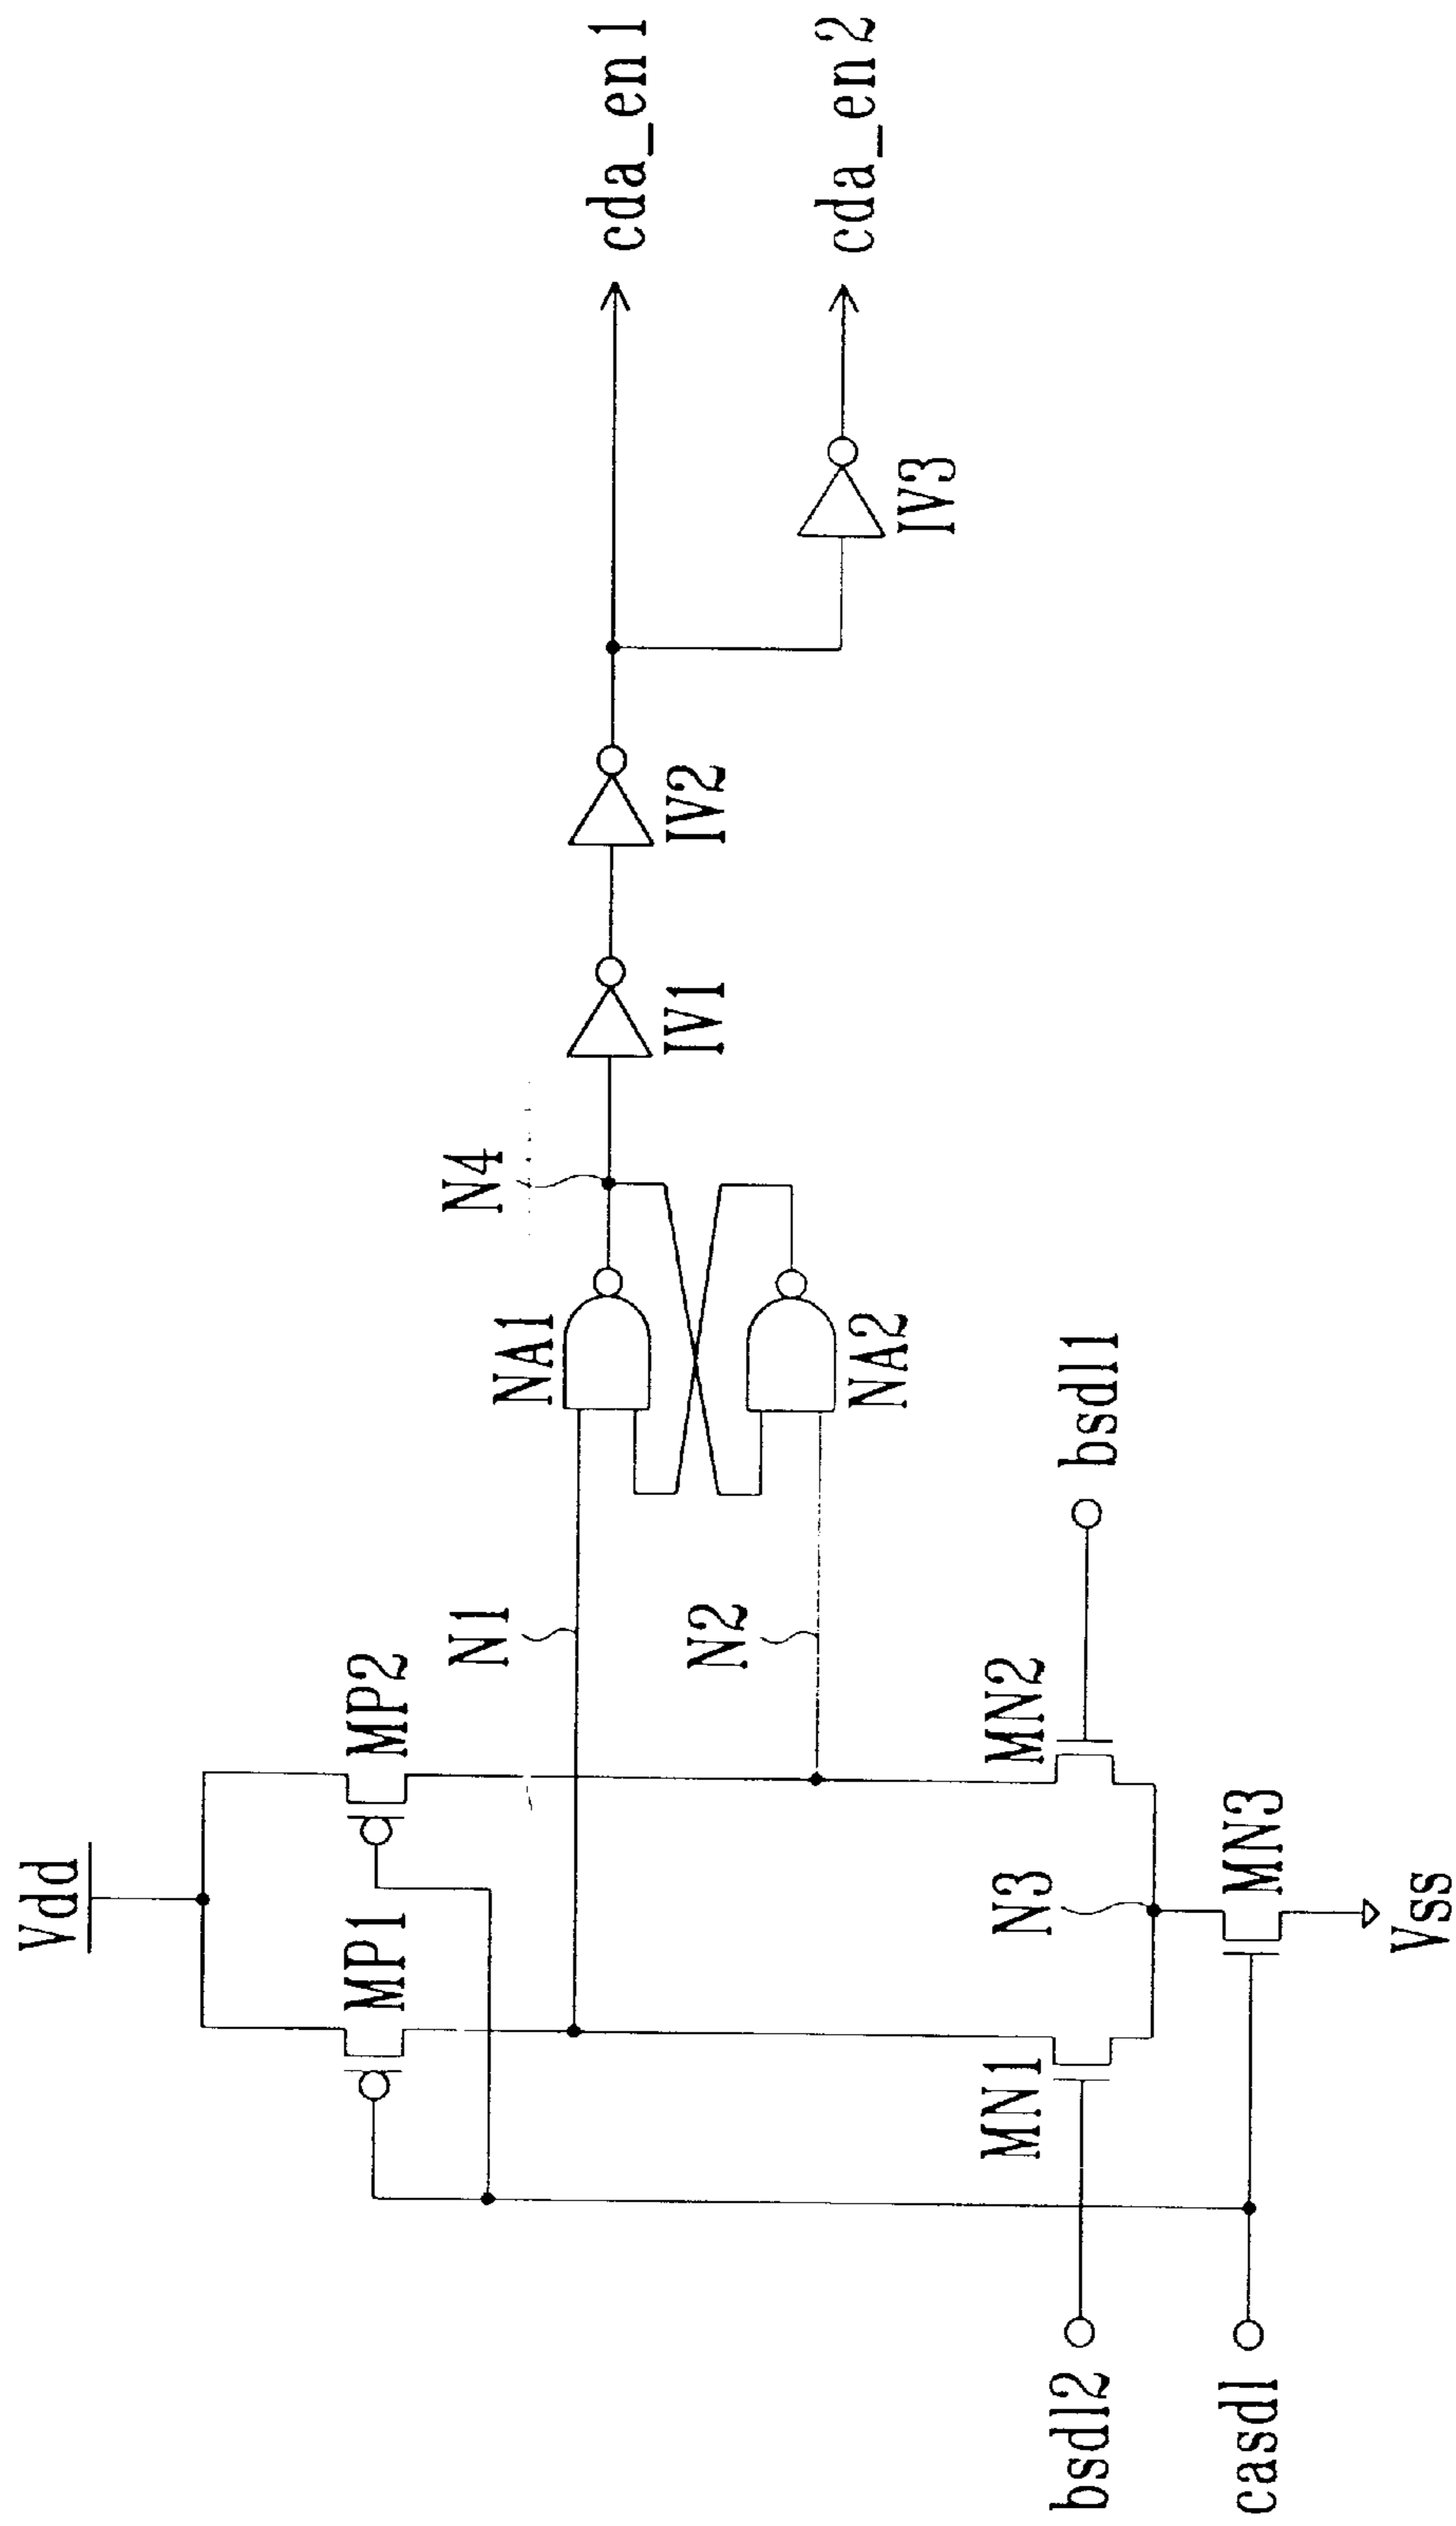 Vdd
MP1
MP2
N1
N2
NA1
NA2
N4
IV1
IV2
IV3
cda_en1
cda_en2
MN1
MN2
N3
MN3
Vss
bsdl2
bsdl1
casdl